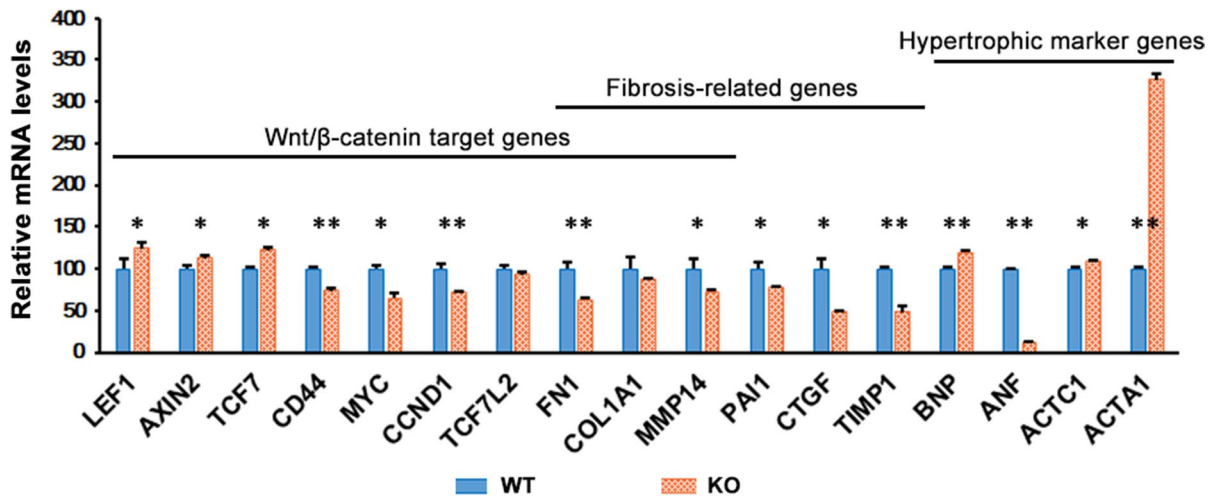 Relative mRNA levels
400
350
300
250
200
150
100
50
0
Hypertrophic marker genes
Fibrosis-related genes
Wnt/β-catenin target genes
* * * ** * ** ** * * * ** ** ** * **
LEF1
AXIN2
TCF7
CD44
MYC
CCND1
TCF7L2
FN1
COL1A1
MMP14
PAI1
CTGF
TIMP1
BNP
ANF
ACTC1
ACTA1
WT
KO